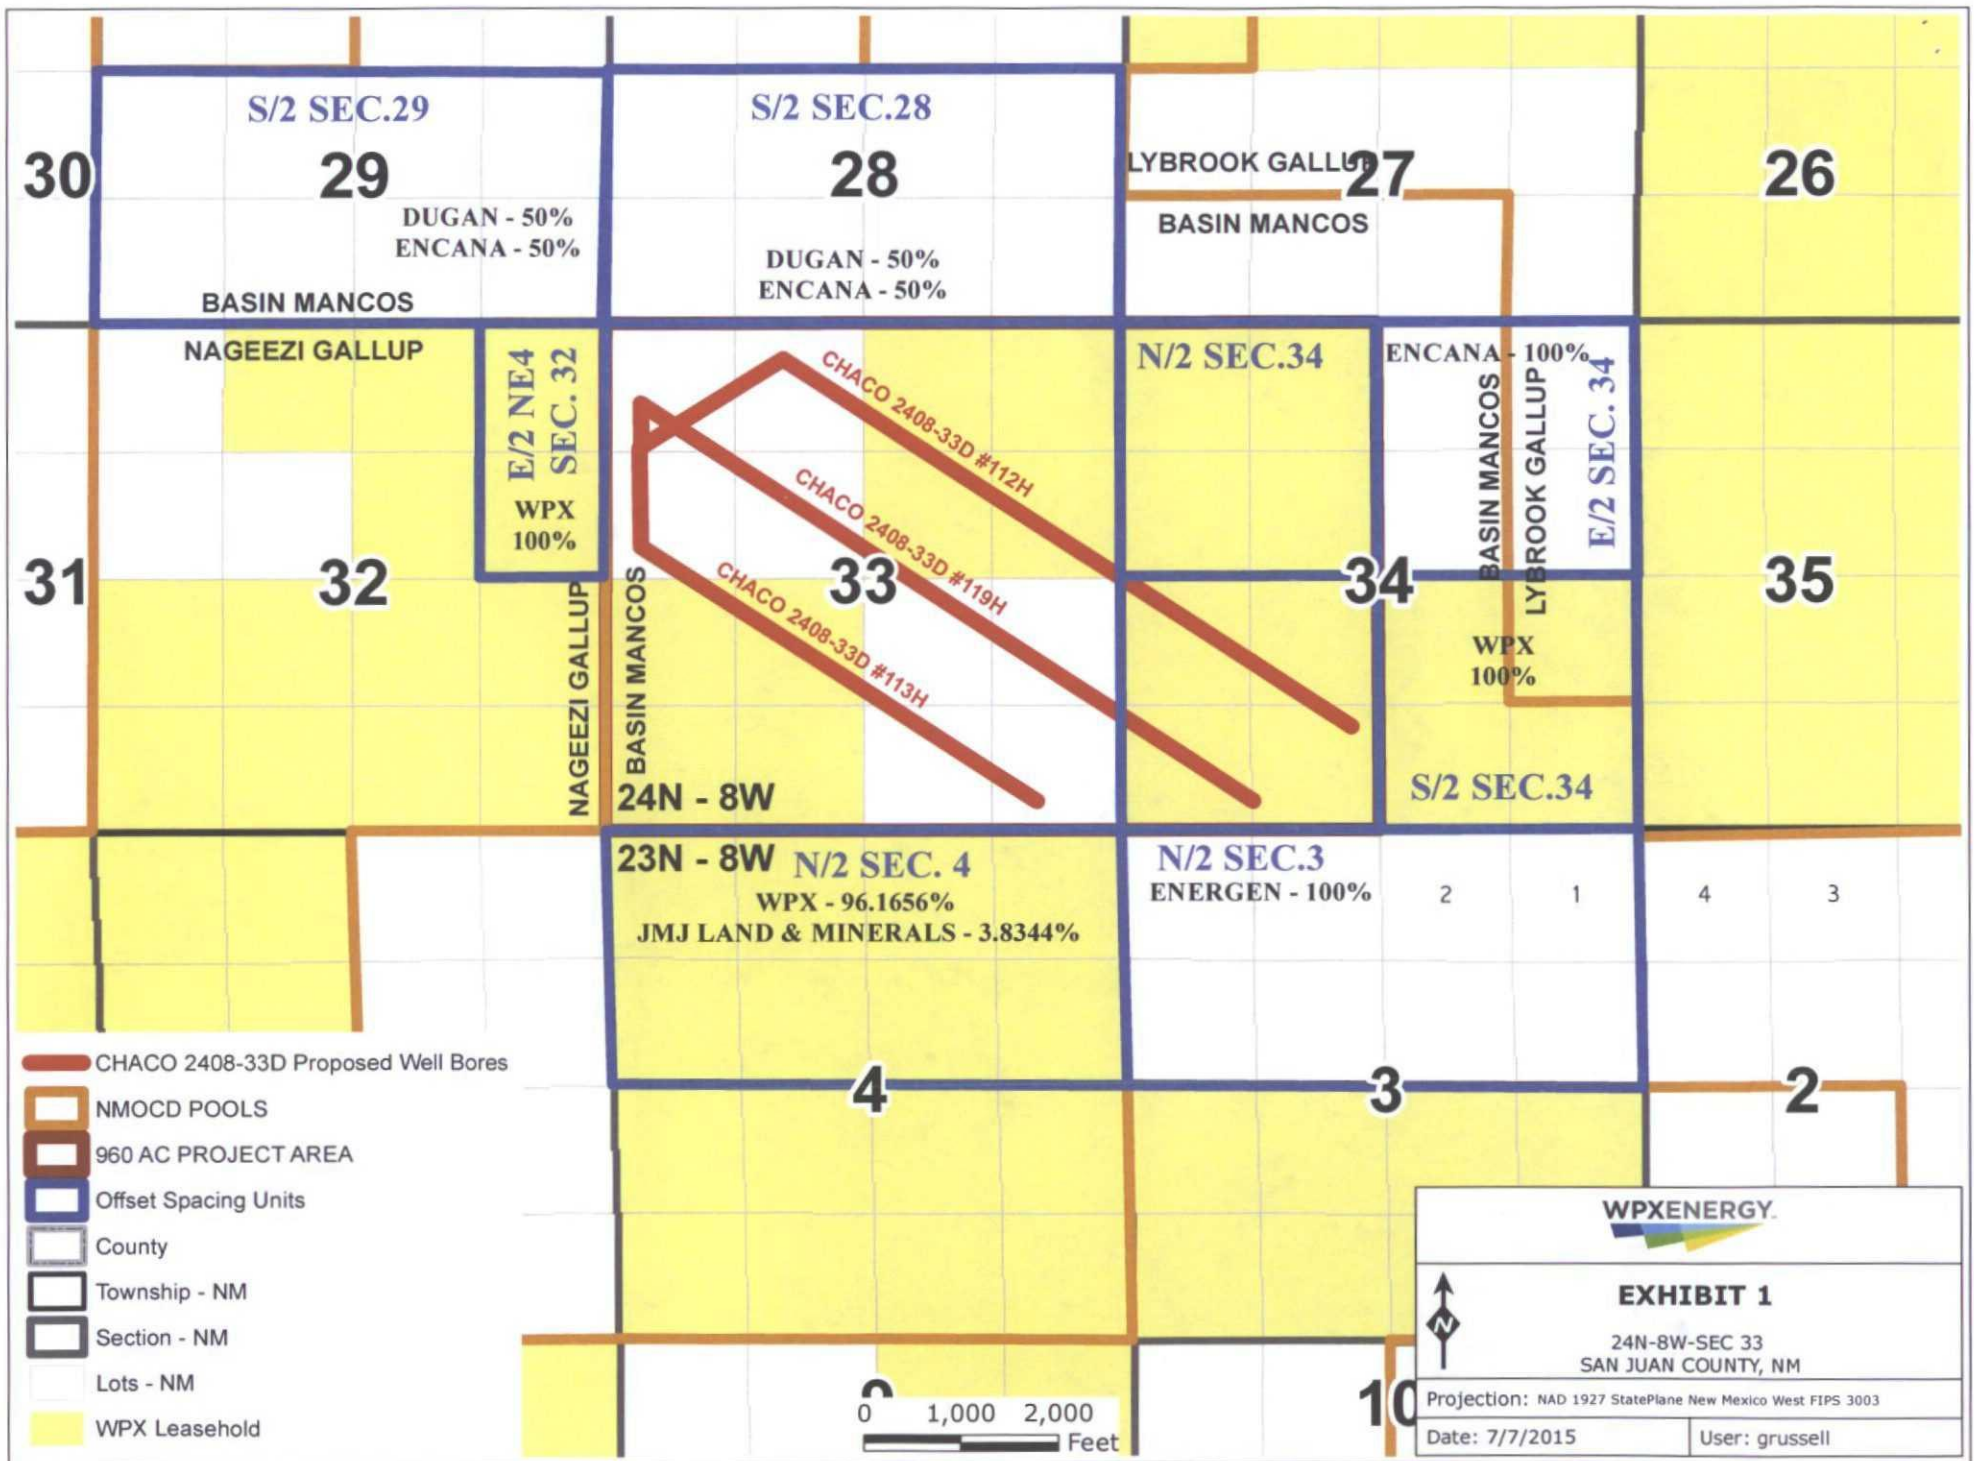 S/2 SEC.29
S/2 SEC.28
30
29
28
LYBROOK GALLUP
27
26
DUGAN - 50%
ENCANA - 50%
BASIN MANCOS
DUGAN - 50%
ENCANA - 50%
BASIN MANCOS
NAGEEZI GALLUP
E/2 NE4
SEC. 32
WPX
100%
CHACO 2408-33D #112H
CHACO 2408-33D #119H
CHACO 2408-33D #113H
N/2 SEC.34
ENCANA - 100%
BASIN MANCOS
LYBROOK GALLUP
E/2 SEC. 34
31
32
33
34
35
NAGEEZI GALLUP
BASIN MANCOS
WPX
100%
S/2 SEC.34
24N - 8W
23N - 8W
N/2 SEC. 4
WPX - 96.1656%
JMJ LAND & MINERALS - 3.8344%
N/2 SEC.3
ENERGEN - 100%
2
1
4
3
4
3
2
CHACO 2408-33D Proposed Well Bores
NMOCD POOLS
960 AC PROJECT AREA
Offset Spacing Units
County
Township - NM
Section - NM
Lots - NM
WPX Leasehold
10
0 1,000 2,000
Feet
WPXENERGY
N
EXHIBIT 1
24N-8W-SEC 33
SAN JUAN COUNTY, NM
Projection: NAD 1927 StatePlane New Mexico West FIPS 3003
Date: 7/7/2015
User: grussell